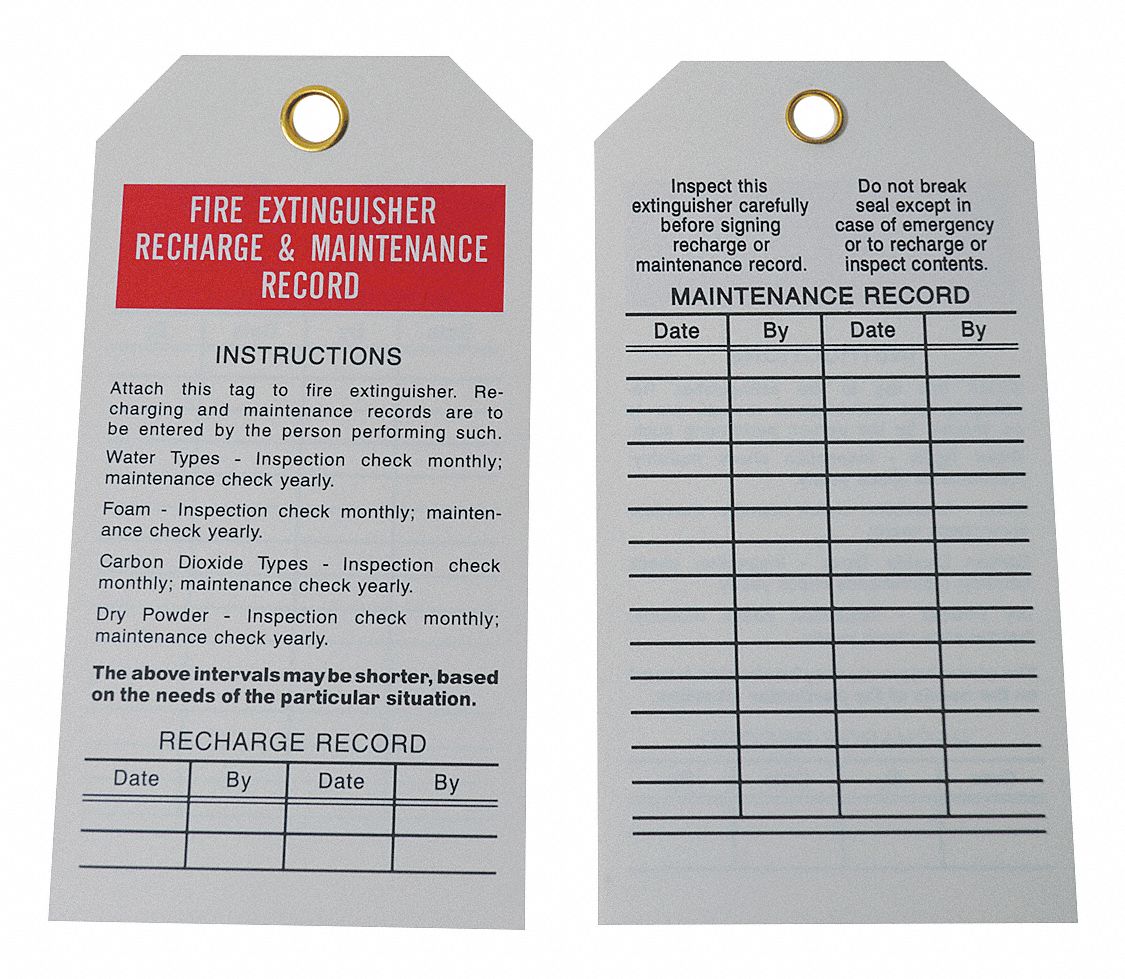 FIRE EXTINGUISHER
RECHARGE & MAINTENANCE
RECORD
INSTRUCTIONS
Attach this tag to fire extinguisher. Re-
charging and maintenance records are to
be entered by the person performing such.
Water Types - Inspection check monthly;
maintenance check yearly.
Foam - Inspection check monthly; mainten-
ance check yearly.
Carbon Dioxide Types - Inspection check
monthly; maintenance check yearly.
Dry Powder - Inspection check monthly;
maintenance check yearly.
The above intervals may be shorter, based
on the needs of the particular situation.
RECHARGE RECORD
Date By Date By
Inspect this
extinguisher carefully
before signing
recharge or
maintenance record.
Do not break
seal except in
case of emergency
or to recharge or
inspect contents.
MAINTENANCE RECORD
Date By Date By